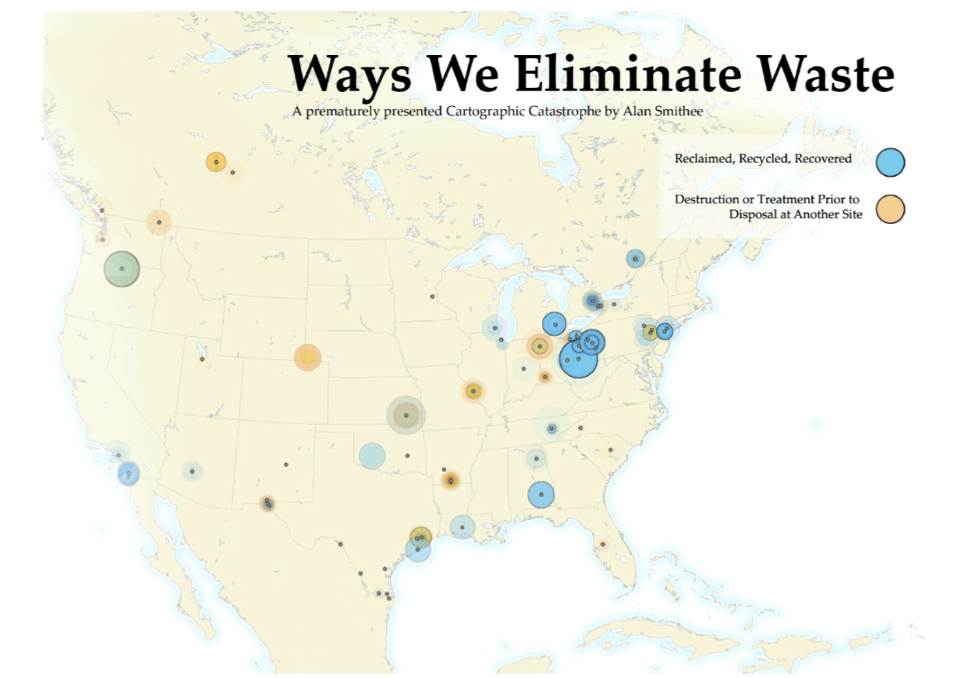 Ways We Eliminate Waste
A prematurely presented Cartographic Catastrophe by Alan Smithee
Reclaimed, Recycled, Recovered
Destruction or Treatment Prior to
Disposal at Another Site